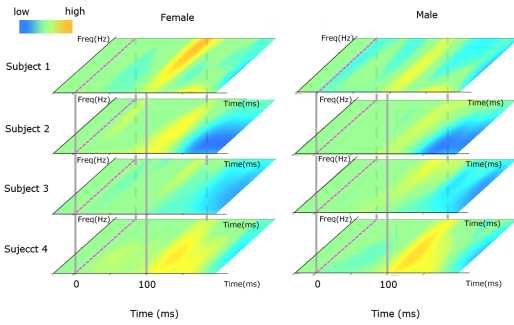 low high
Female
Male
Freq(Hz)
Freq(Hz)
Subject 1
Freq(Hz)
Time(ms)
Freq(Hz)
Time(ms)
Subject 2
Freq(Hz)
Time(ms)
Freq(Hz)
Time(ms)
Subject 3
Freq(Hz)
Time(ms)
Freq(Hz)
Time(ms)
Sujecct 4
Time(ms)
Time(ms)
0 100
0 100
Time (ms)
Time (ms)